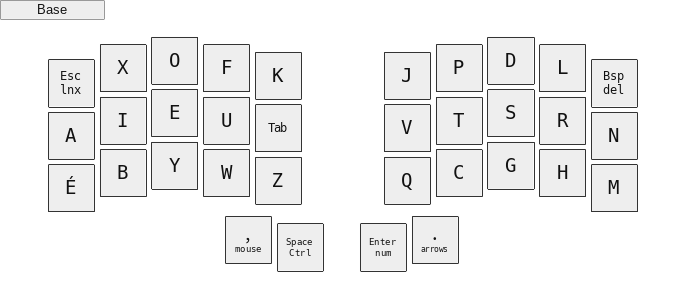 Base
Esc
lnx
X
O
F
K
J
P
D
L
Bsp
del
A
I
E
U
Tab
V
T
S
R
N
É
B
Y
W
Z
Q
C
G
H
M
,
mouse
Space
Ctrl
Enter
num
.
arrows